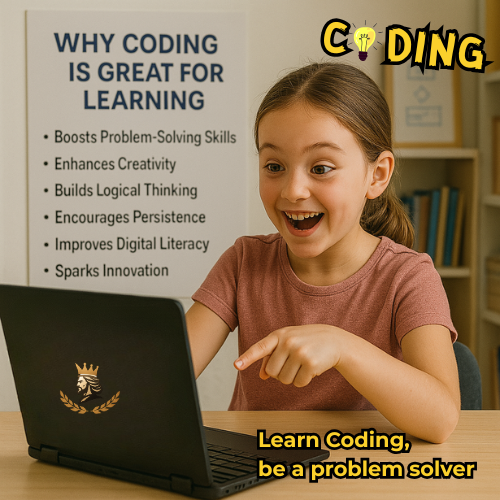 WHY CODING
IS GREAT FOR
LEARNING
• Boosts Problem-Solving Skills
• Enhances Creativity
• Builds Logical Thinking
• Encourages Persistence
• Improves Digital Literacy
• Sparks Innovation
CODING
Learn Coding,
be a problem solver